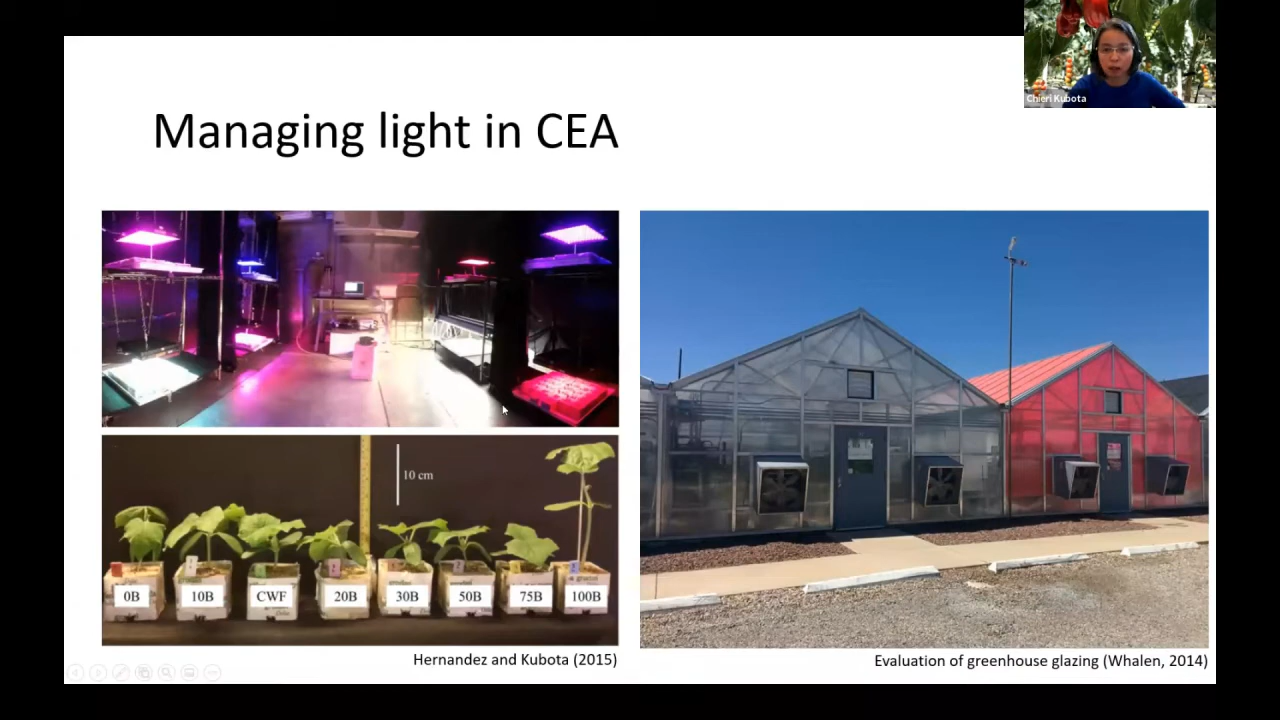 Chieri Kubota
Managing light in CEA
10 cm
0B
10B
CWF
20B
30B
50B
75B
100B
Hernandez and Kubota (2015)
Evaluation of greenhouse glazing (Whalen, 2014)